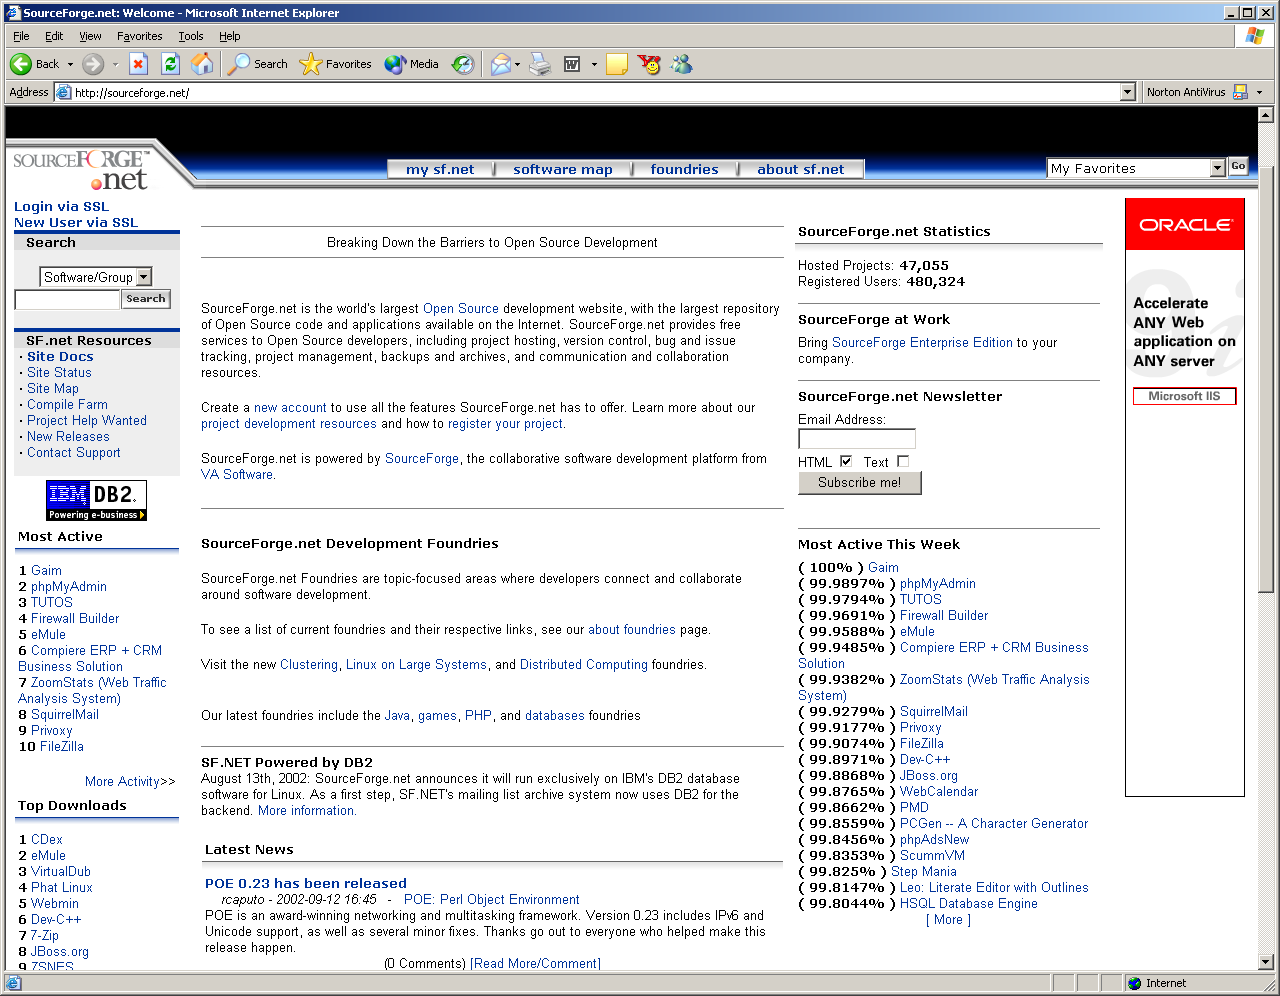 SourceForge.net: Welcome - Microsoft Internet Explorer
File Edit View Favorites Tools Help
Back Search Favorites Media
Address http://sourceforge.net/ Norton AntiVirus
SOURCEFORGE™
.net
my sf.net software map foundries about sf.net
My Favorites Go
Login via SSL
New User via SSL
Search
Software/Group
Search
SF.net Resources
· Site Docs
· Site Status
· Site Map
· Compile Farm
· Project Help Wanted
· New Releases
· Contact Support
IBM DB2.
Powering e-business
Most Active
1 Gaim
2 phpMyAdmin
3 TUTOS
4 Firewall Builder
5 eMule
6 Compiere ERP + CRM
Business Solution
7 ZoomStats (Web Traffic
Analysis System)
8 SquirrelMail
9 Privoxy
10 FileZilla
More Activity>>
Top Downloads
1 CDex
2 eMule
3 VirtualDub
4 Phat Linux
5 Webmin
6 Dev-C++
7 7-Zip
8 JBoss.org
9 ZSNES
Breaking Down the Barriers to Open Source Development
SourceForge.net is the world's largest Open Source development website, with the largest repository
of Open Source code and applications available on the Internet. SourceForge.net provides free
services to Open Source developers, including project hosting, version control, bug and issue
tracking, project management, backups and archives, and communication and collaboration
resources.
Create a new account to use all the features SourceForge.net has to offer. Learn more about our
project development resources and how to register your project.
SourceForge.net is powered by SourceForge, the collaborative software development platform from
VA Software.
SourceForge.net Development Foundries
SourceForge.net Foundries are topic-focused areas where developers connect and collaborate
around software development.
To see a list of current foundries and their respective links, see our about foundries page.
Visit the new Clustering, Linux on Large Systems, and Distributed Computing foundries.
Our latest foundries include the Java, games, PHP, and databases foundries
SF.NET Powered by DB2
August 13th, 2002: SourceForge.net announces it will run exclusively on IBM's DB2 database
software for Linux. As a first step, SF.NET's mailing list archive system now uses DB2 for the
backend. More information.
Latest News
POE 0.23 has been released
rcaputo - 2002-09-12 16:45 - POE: Perl Object Environment
POE is an award-winning networking and multitasking framework. Version 0.23 includes IPv6 and
Unicode support, as well as several minor fixes. Thanks go out to everyone who helped make this
release happen.
(0 Comments) [Read More/Comment]
SourceForge.net Statistics
Hosted Projects: 47,055
Registered Users: 480,324
SourceForge at Work
Bring SourceForge Enterprise Edition to your
company.
SourceForge.net Newsletter
Email Address:
HTML Text
Subscribe me!
Most Active This Week
( 100% ) Gaim
( 99.9897% ) phpMyAdmin
( 99.9794% ) TUTOS
( 99.9691% ) Firewall Builder
( 99.9588% ) eMule
( 99.9485% ) Compiere ERP + CRM Business
Solution
( 99.9382% ) ZoomStats (Web Traffic Analysis
System)
( 99.9279% ) SquirrelMail
( 99.9177% ) Privoxy
( 99.9074% ) FileZilla
( 99.8971% ) Dev-C++
( 99.8868% ) JBoss.org
( 99.8765% ) WebCalendar
( 99.8662% ) PMD
( 99.8559% ) PCGen -- A Character Generator
( 99.8456% ) phpAdsNew
( 99.8353% ) ScummVM
( 99.825% ) Step Mania
( 99.8147% ) Leo: Literate Editor with Outlines
( 99.8044% ) HSQL Database Engine
[ More ]
ORACLE
9i
Accelerate
ANY Web
application on
ANY server
Microsoft IIS
Internet